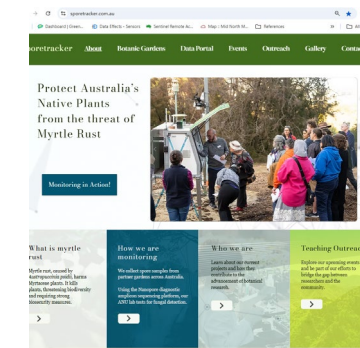 sporetracker.com.au
Dashboard | Green...
Data Effects - Services
Sentinel Remote As...
Map : Mid North M...
References
poretracker
About
Botanic Gardens
Data Portal
Events
Outreach
Gallery
Contac
Protect Australia's
Native Plants
from the threat of
Myrtle Rust
Monitoring in Action!
What is myrtle
rust
Myrtle rust, caused by
Austropuccinia psidii, harms
Myrtaceae plants. It kills
plants, threatening biodiversity
and requiring strong
biosecurity measures.
How we are
monitoring
We collect spore samples from
partner gardens across Australia.
Using the Nanopore diagnostic
amplicon sequencing platform, our
ANU lab tests for fungal detection.
Who we are
Learn about our current
projects and how they
contribute to the
advancement of botanical
research.
Teaching Outreac
Explore our upcoming events
and be part of our efforts to
bridge the gap between
researchers and the
community.